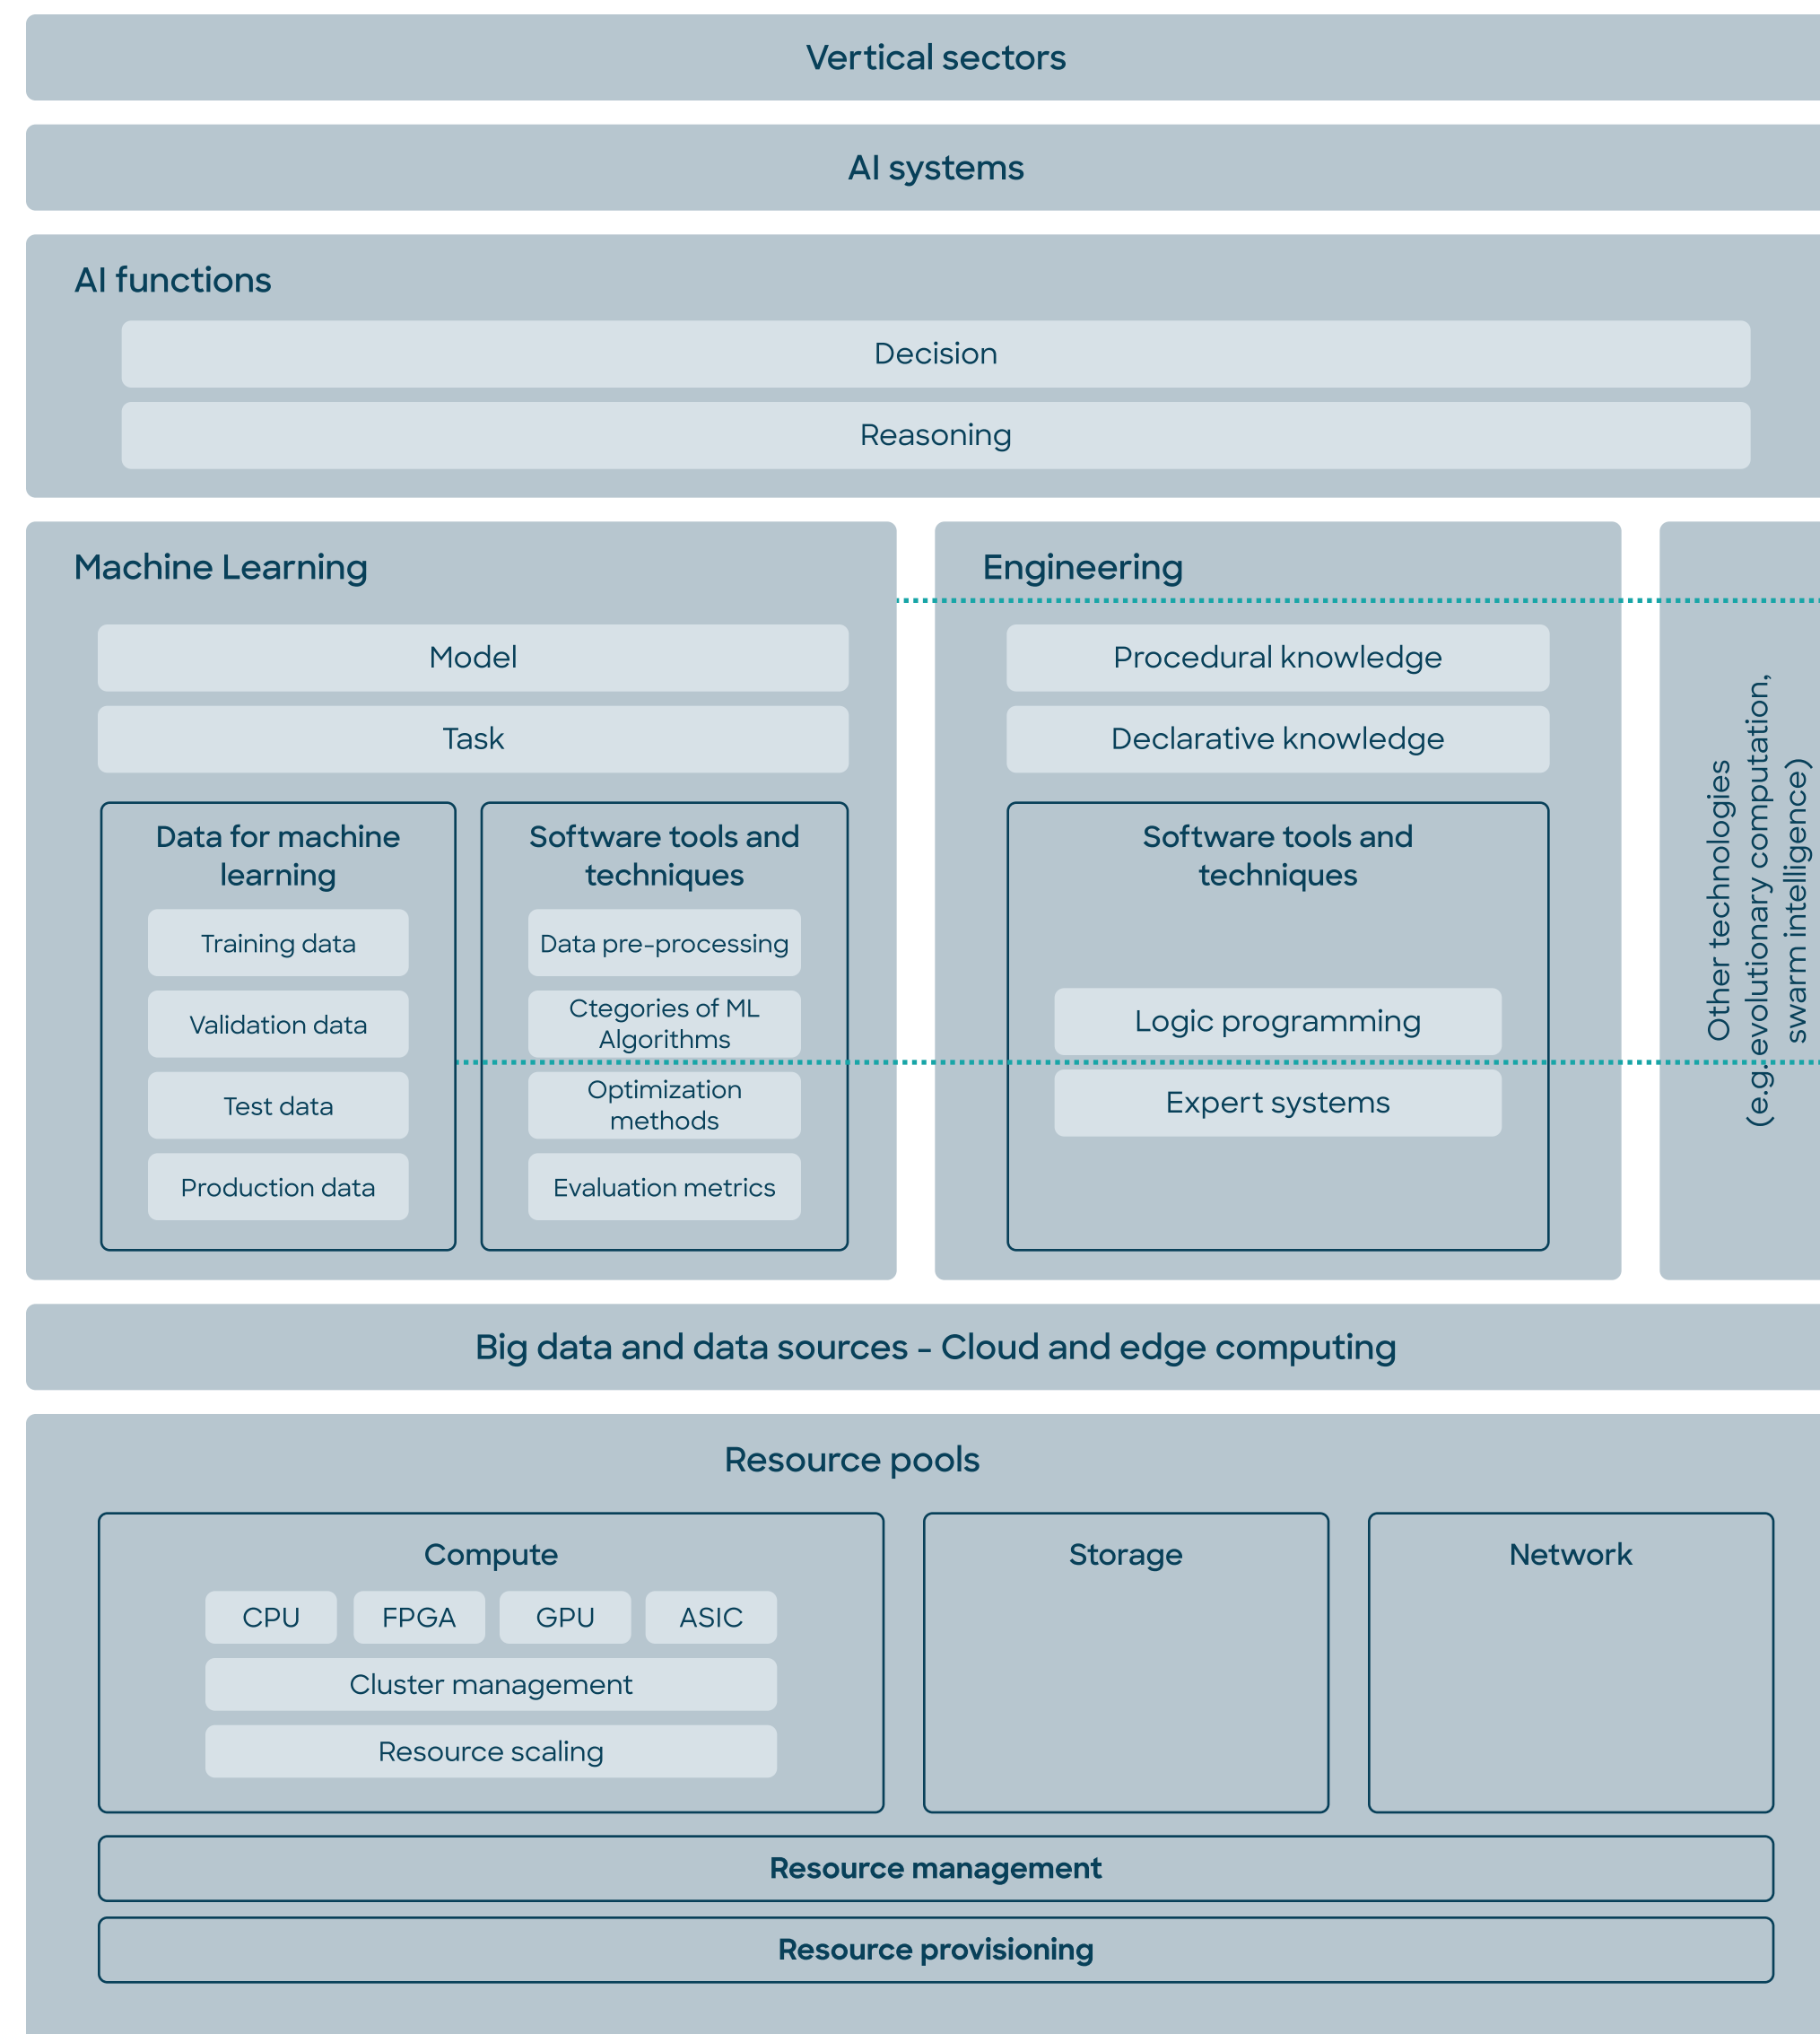 Vertical sectors
AI systems
AI functions
Decision
Reasoning
Machine Learning
Model
Task
Data for machine
learning
Training data
Validation data
Test data
Production data
Software tools and
techniques
Data pre-processing
Ctegories of ML
Algorithms
Optimization
methods
Evaluation metrics
Engineering
Procedural knowledge
Declarative knowledge
Software tools and
techniques
Logic programming
Expert systems
Other technologies
(e.g. evolutionary computation,
swarm intelligence)
Big data and data sources - Cloud and edge computing
Resource pools
Compute
CPU
FPGA
GPU
ASIC
Cluster management
Resource scaling
Storage
Network
Resource management
Resource provisioning